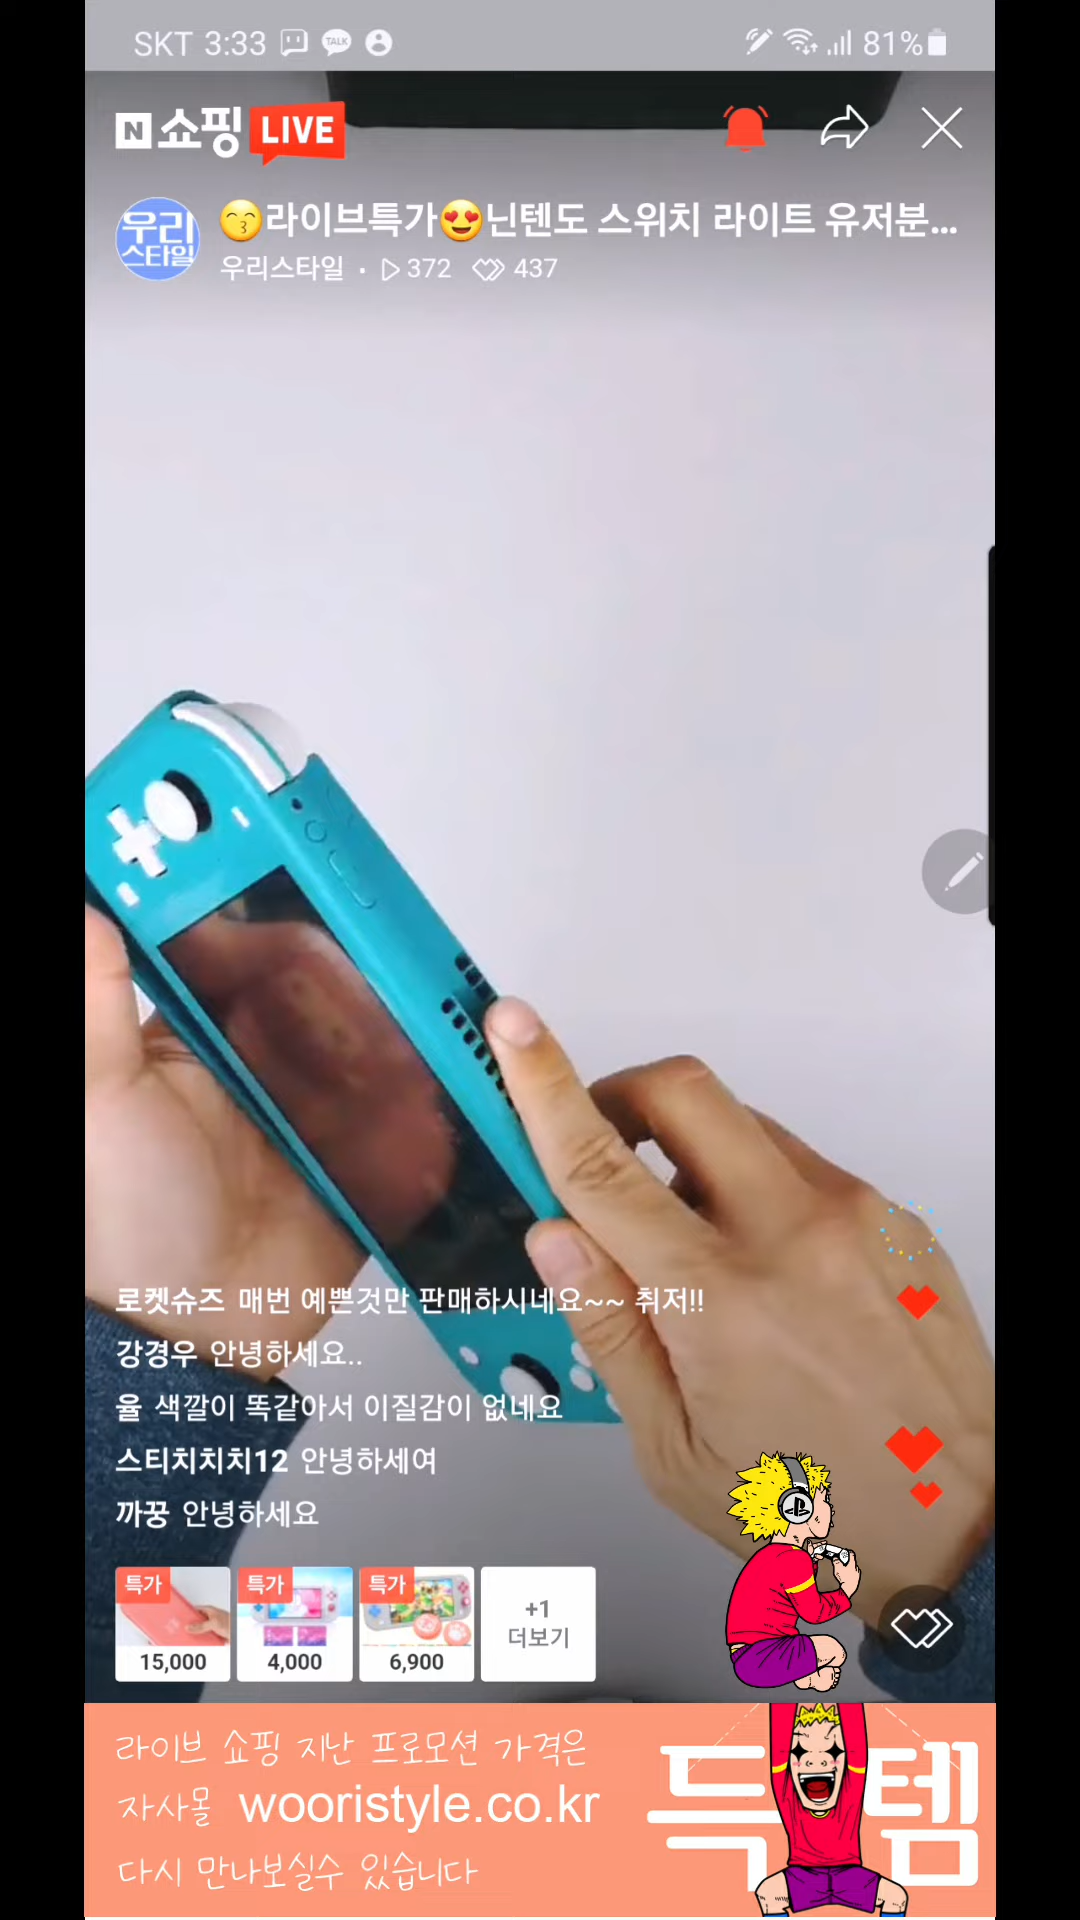 SKT 3:33 TALK 81%
N 쇼핑 LIVE
우리
스타일
😙라이브특가😍닌텐도 스위치 라이트 유저분...
우리스타일 · 372 437
로켓슈즈 매번 예쁜것만 판매하시네요~~ 취저!!
강경우 안녕하세요..
율 색깔이 똑같아서 이질감이 없네요
스티치치치12 안녕하세여
까꿍 안녕하세요
특가 특가 특가
+1
더보기
15,000 4,000 6,900
라이브 쇼핑 지난 프로모션 가격은
자사몰 wooristyle.co.kr
다시 만나보실수 있습니다
득템